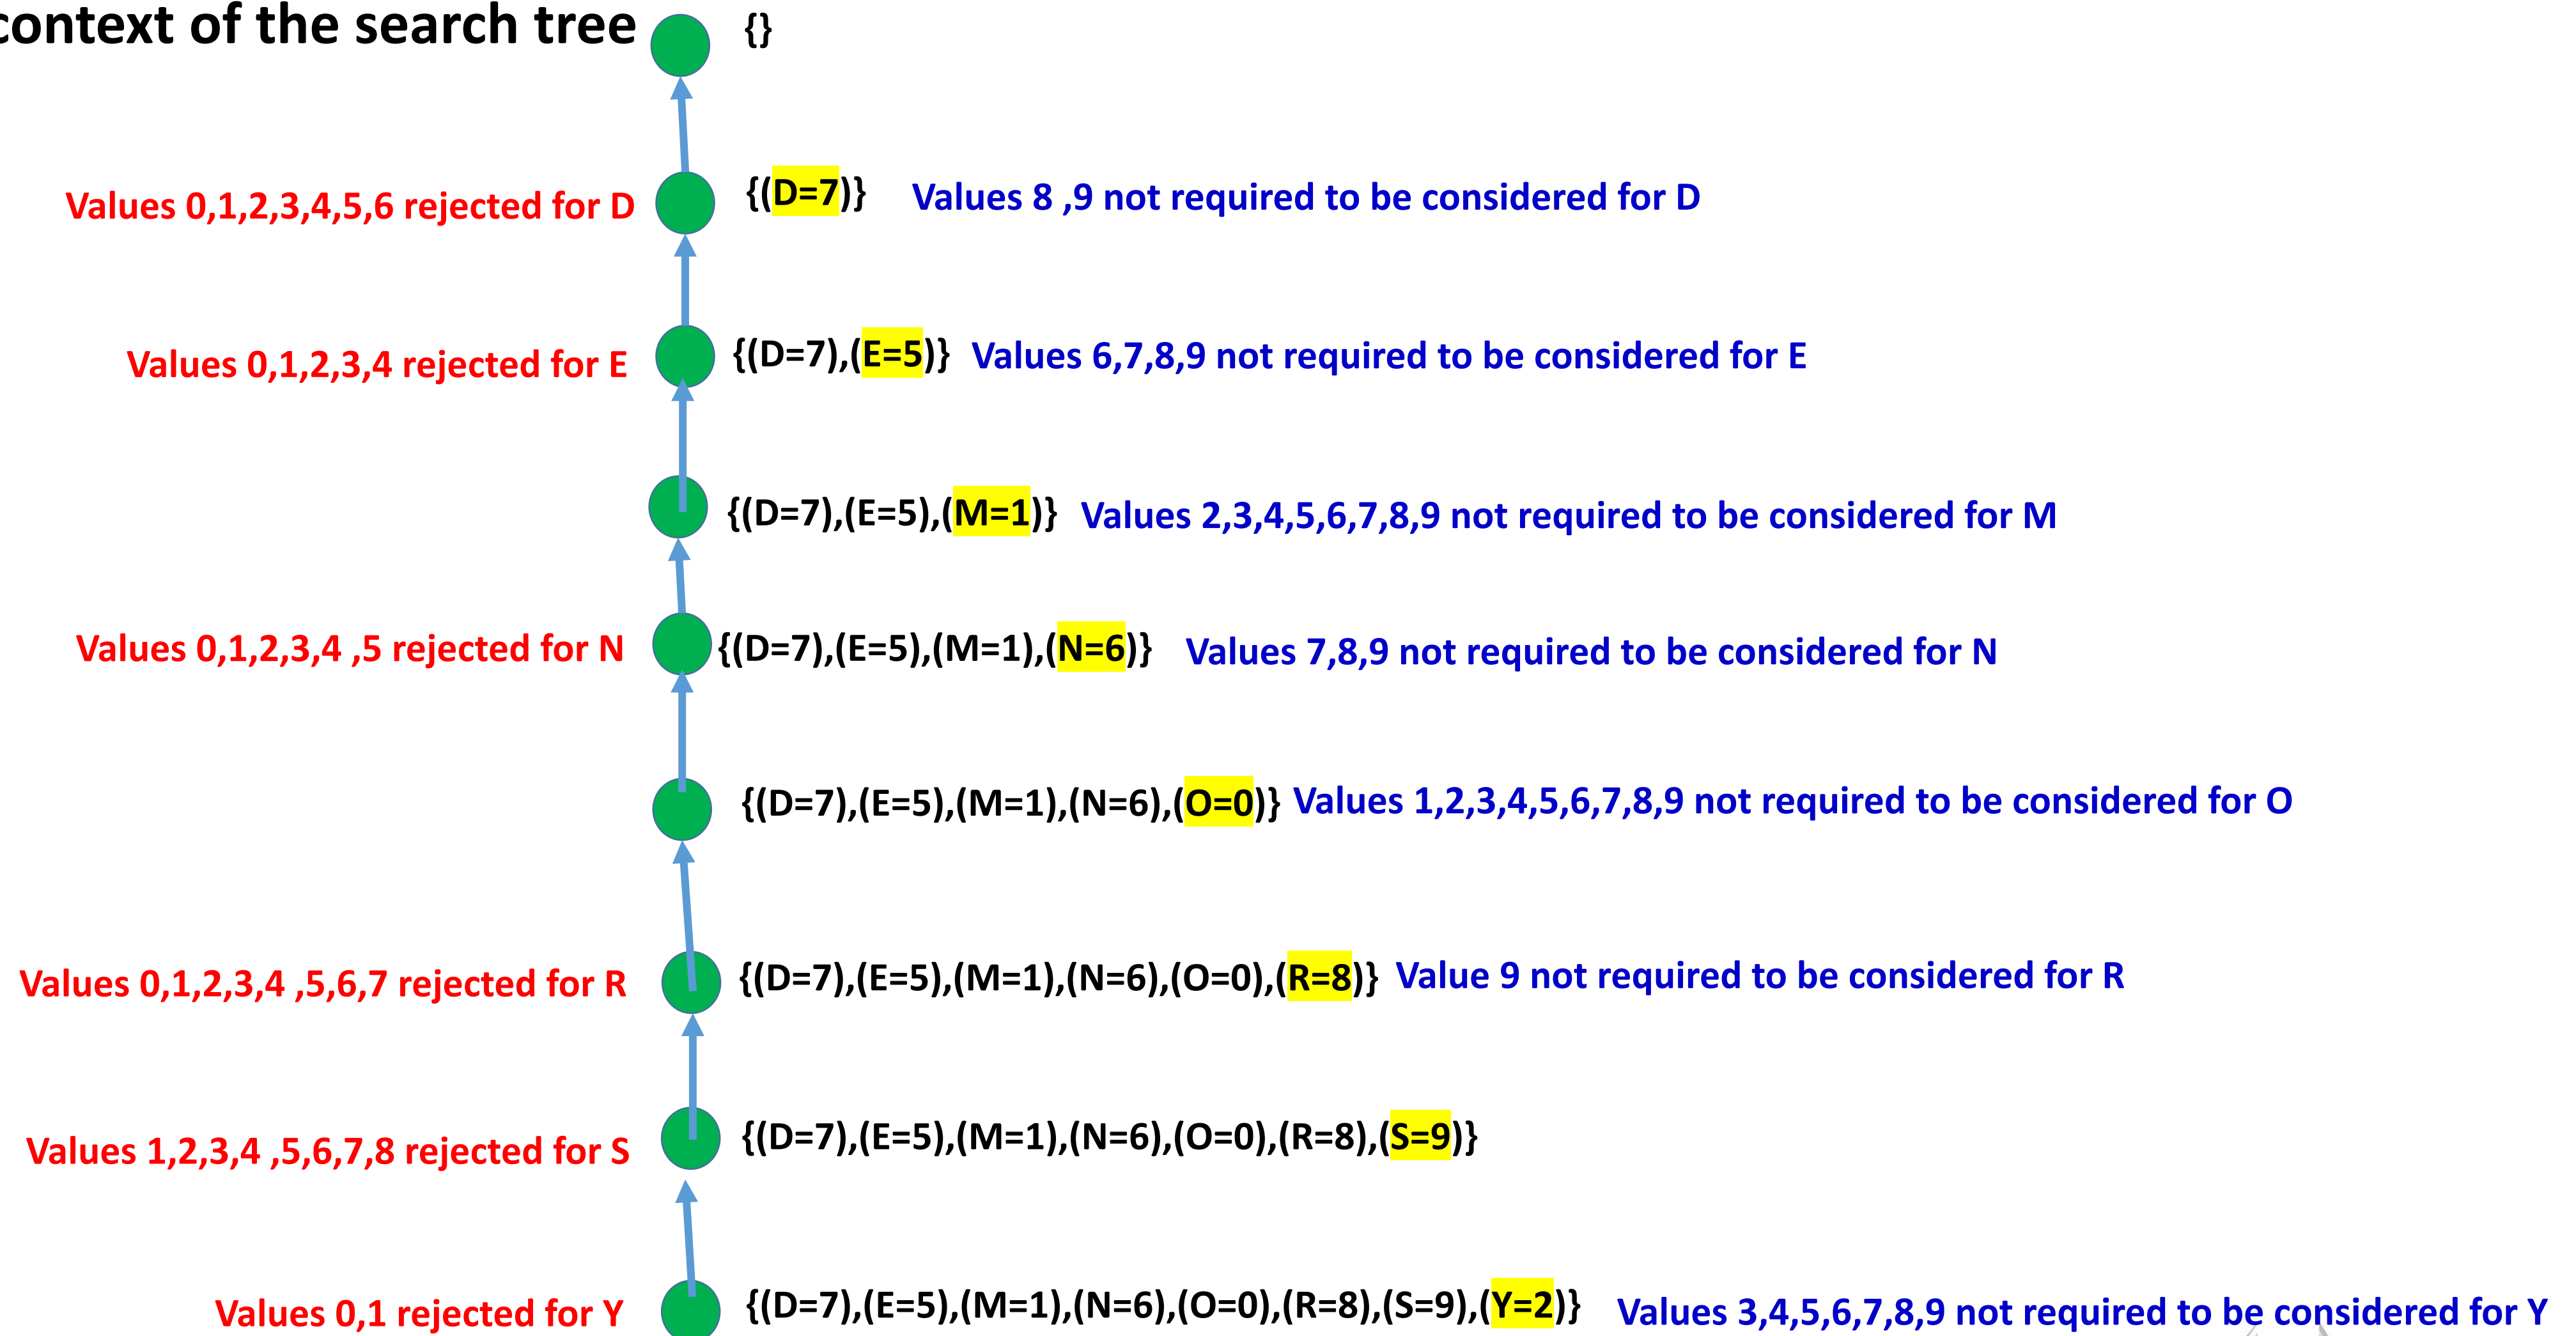 context of the search tree {}
Values 0,1,2,3,4,5,6 rejected for D {(D=7)} Values 8 ,9 not required to be considered for D
Values 0,1,2,3,4 rejected for E {(D=7),(E=5)} Values 6,7,8,9 not required to be considered for E
{(D=7),(E=5),(M=1)} Values 2,3,4,5,6,7,8,9 not required to be considered for M
Values 0,1,2,3,4 ,5 rejected for N {(D=7),(E=5),(M=1),(N=6)} Values 7,8,9 not required to be considered for N
{(D=7),(E=5),(M=1),(N=6),(O=0)} Values 1,2,3,4,5,6,7,8,9 not required to be considered for O
Values 0,1,2,3,4 ,5,6,7 rejected for R {(D=7),(E=5),(M=1),(N=6),(O=0),(R=8)} Value 9 not required to be considered for R
Values 1,2,3,4 ,5,6,7,8 rejected for S {(D=7),(E=5),(M=1),(N=6),(O=0),(R=8),(S=9)}
Values 0,1 rejected for Y {(D=7),(E=5),(M=1),(N=6),(O=0),(R=8),(S=9),(Y=2)} Values 3,4,5,6,7,8,9 not required to be considered for Y